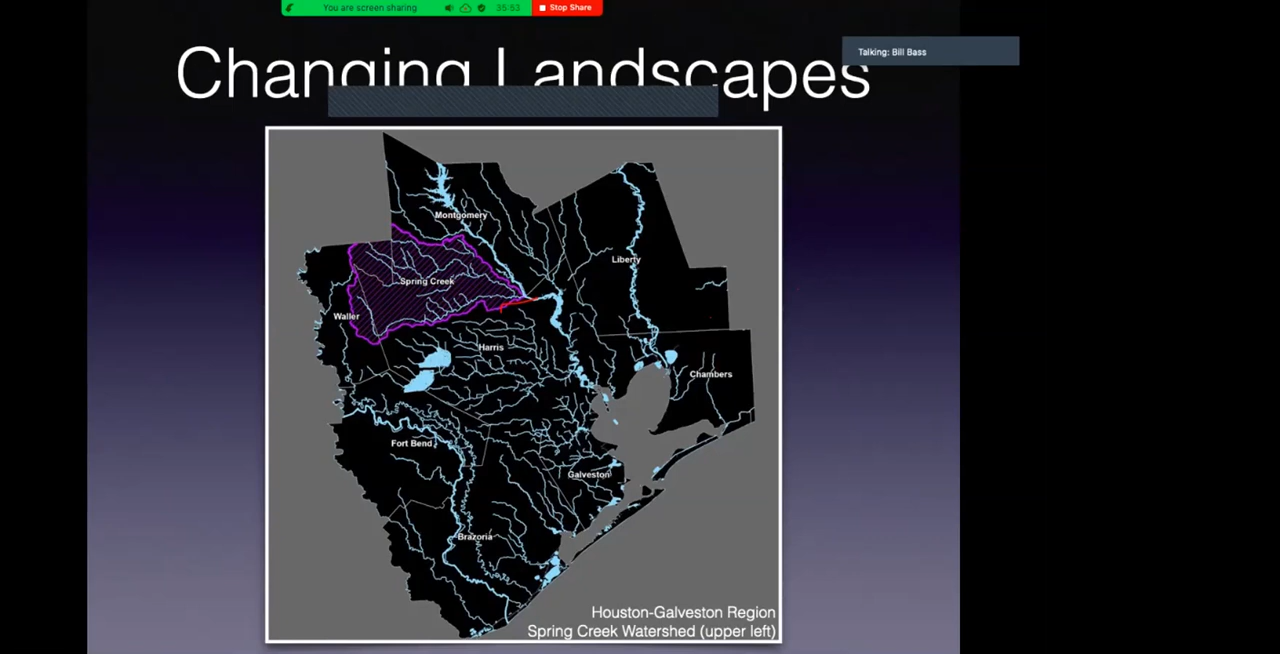 You are screen sharing 35:53 Stop Share
Talking: Bill Bass
Changing Landscapes
Montgomery
Liberty
Spring Creek
Waller
Harris
Chambers
Fort Bend
Galveston
Brazoria
Houston-Galveston Region
Spring Creek Watershed (upper left)